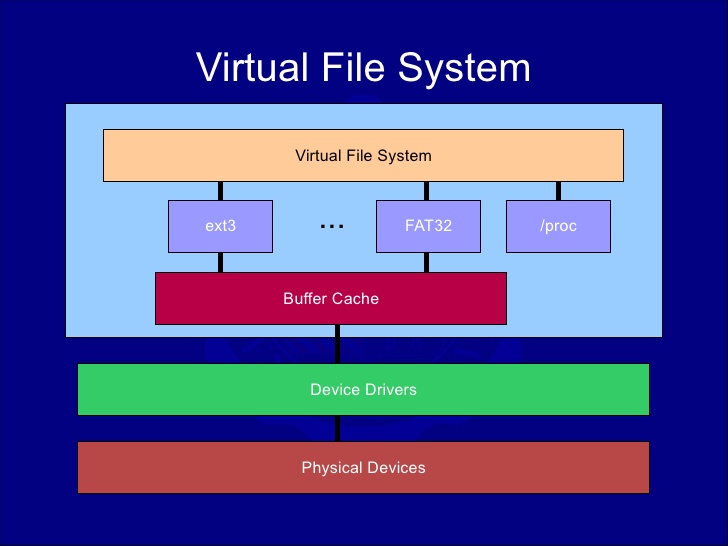 Virtual File System
Virtual File System
ext3
...
FAT32
/proc
Buffer Cache
Device Drivers
Physical Devices